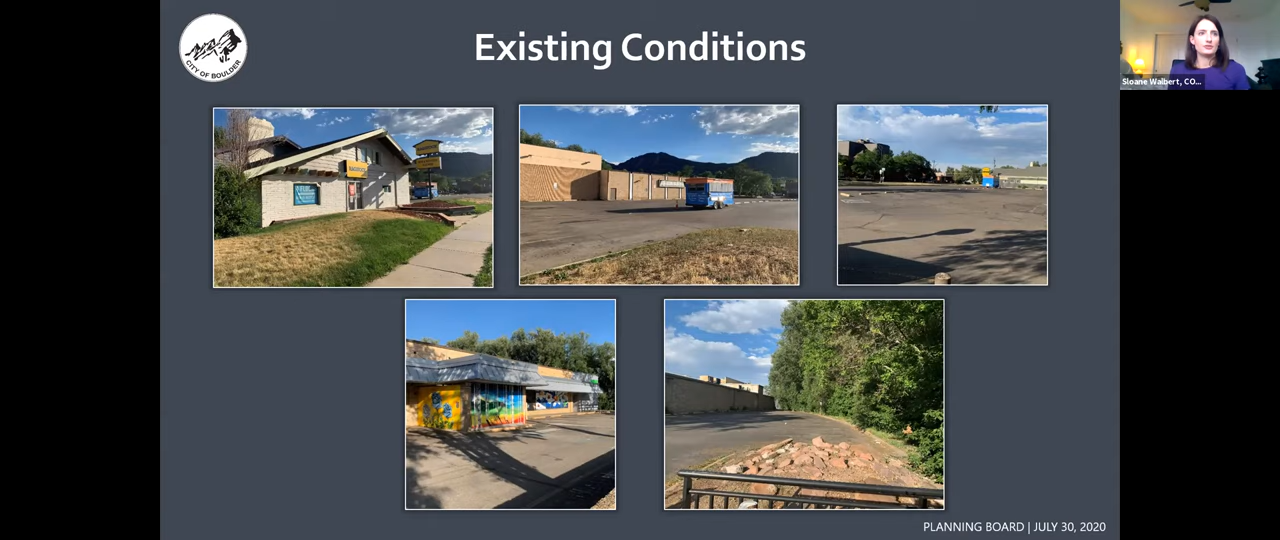 Existing Conditions
CITY OF BOULDER
Sloane Walbert, CO...
PLANNING BOARD | JULY 30, 2020